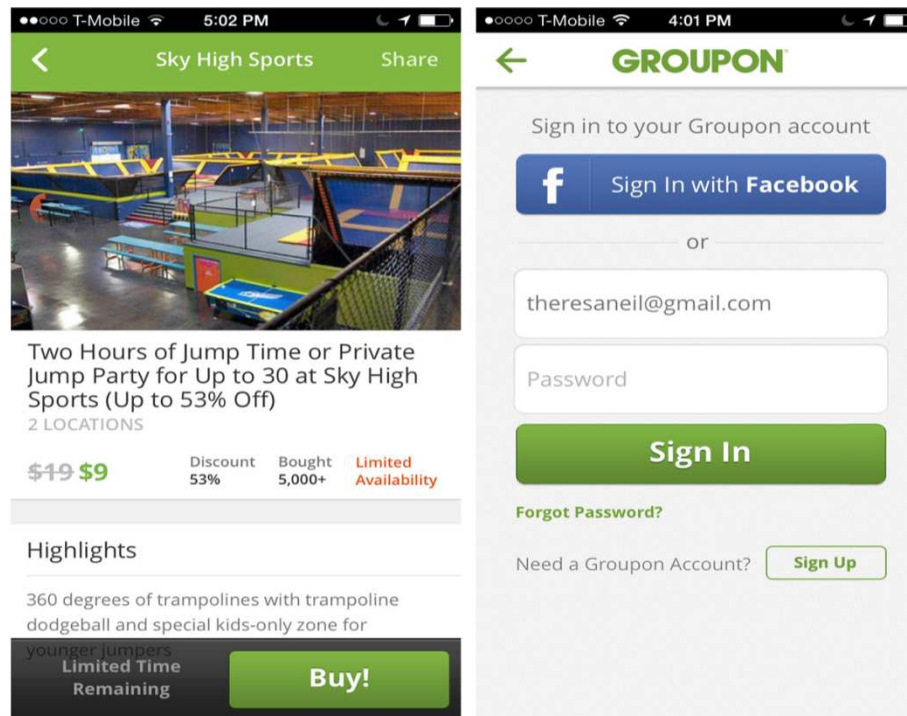 T-Mobile 5:02 PM
Sky High Sports Share
Two Hours of Jump Time or Private
Jump Party for Up to 30 at Sky High
Sports (Up to 53% Off)
2 LOCATIONS
$19 $9
Discount
53%
Bought
5,000+
Limited
Availability
Highlights
360 degrees of trampolines with trampoline
dodgeball and special kids-only zone for
younger jumpers
Limited Time
Remaining
Buy!
T-Mobile 4:01 PM
GROUPON
Sign in to your Groupon account
f Sign In with Facebook
or
theresaneil@gmail.com
Password
Sign In
Forgot Password?
Need a Groupon Account? Sign Up